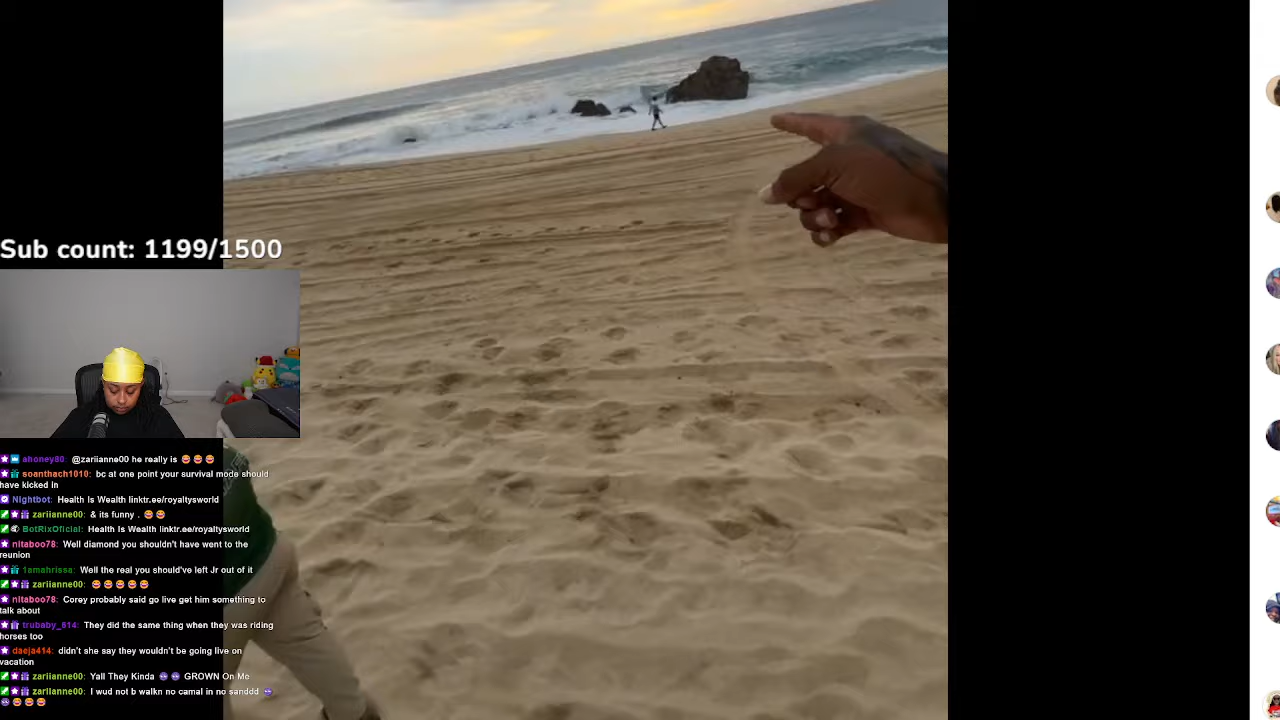 Sub count: 1199/1500
ahoney80: @zariianne00 he really is
soanthach1010: bc at one point your survival mode should
have kicked in
Nightbot: Health Is Wealth linktr.ee/royaltysworld
zariianne00: & its funny .
BotRixOficial: Health Is Wealth linktr.ee/royaltysworld
nitaboo78: Well diamond you shouldn't have went to the
reunion
1amahrissa: Well the real you should've left Jr out of it
zariianne00:
nitaboo78: Corey probably said go live get him something to
talk about
trubaby_614: They did the same thing when they was riding
horses too
daeja414: didn't she say they wouldn't be going live on
vacation
zariianne00: Yall They Kinda GROWN On Me
zariianne00: I wud not b walkn no camal in no sanddd